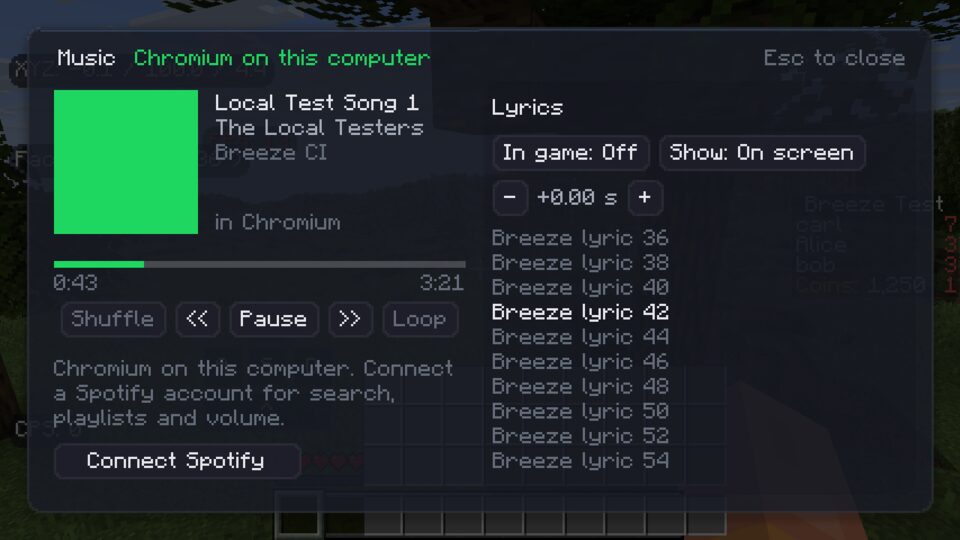 Music Chromium on this computer
Esc to close
Local Test Song 1
The Local Testers
Breeze CI
in Chromium
0:43
3:21
Shuffle
<<
Pause
>>
Loop
Chromium on this computer. Connect
a Spotify account for search,
playlists and volume.
Connect Spotify
Lyrics
In game: Off
Show: On screen
- +0.00 s +
Breeze lyric 36
Breeze lyric 38
Breeze lyric 40
Breeze lyric 42
Breeze lyric 44
Breeze lyric 46
Breeze lyric 48
Breeze lyric 50
Breeze lyric 52
Breeze lyric 54
Breeze Test
carl 7
Alice 3
bob 3
Coins: 1,250 1